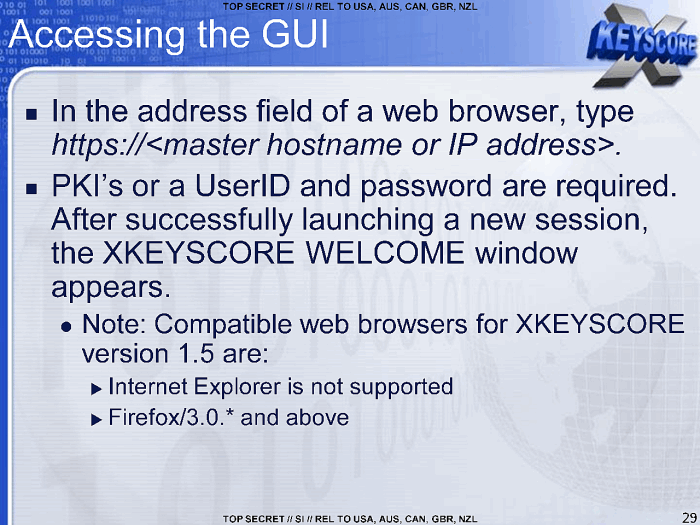 TOP SECRET // SI // REL TO USA, AUS, CAN, GBR, NZL
Accessing the GUI
X KEYSCORE
In the address field of a web browser, type
https://<master hostname or IP address>.
PKI's or a UserID and password are required.
After successfully launching a new session,
the XKEYSCORE WELCOME window
appears.
Note: Compatible web browsers for XKEYSCORE
version 1.5 are:
Internet Explorer is not supported
Firefox/3.0.* and above
TOP SECRET // SI // REL TO USA, AUS, CAN, GBR, NZL
29